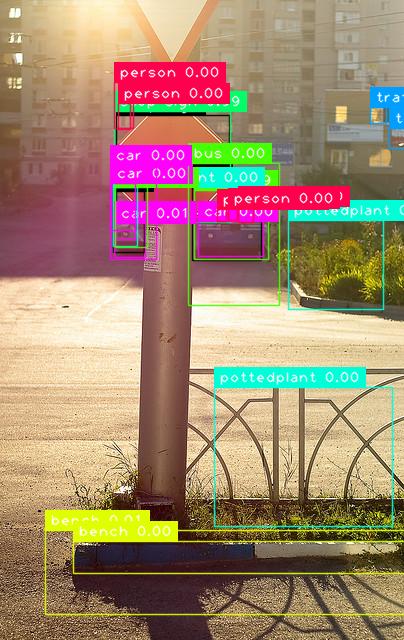 person 0.00
person 0.00
car 0.00
bus 0.00
car 0.00
person 0.00
car 0.01
car 0.00
pottedplant
pottedplant 0.00
bench 0.01
bench 0.00